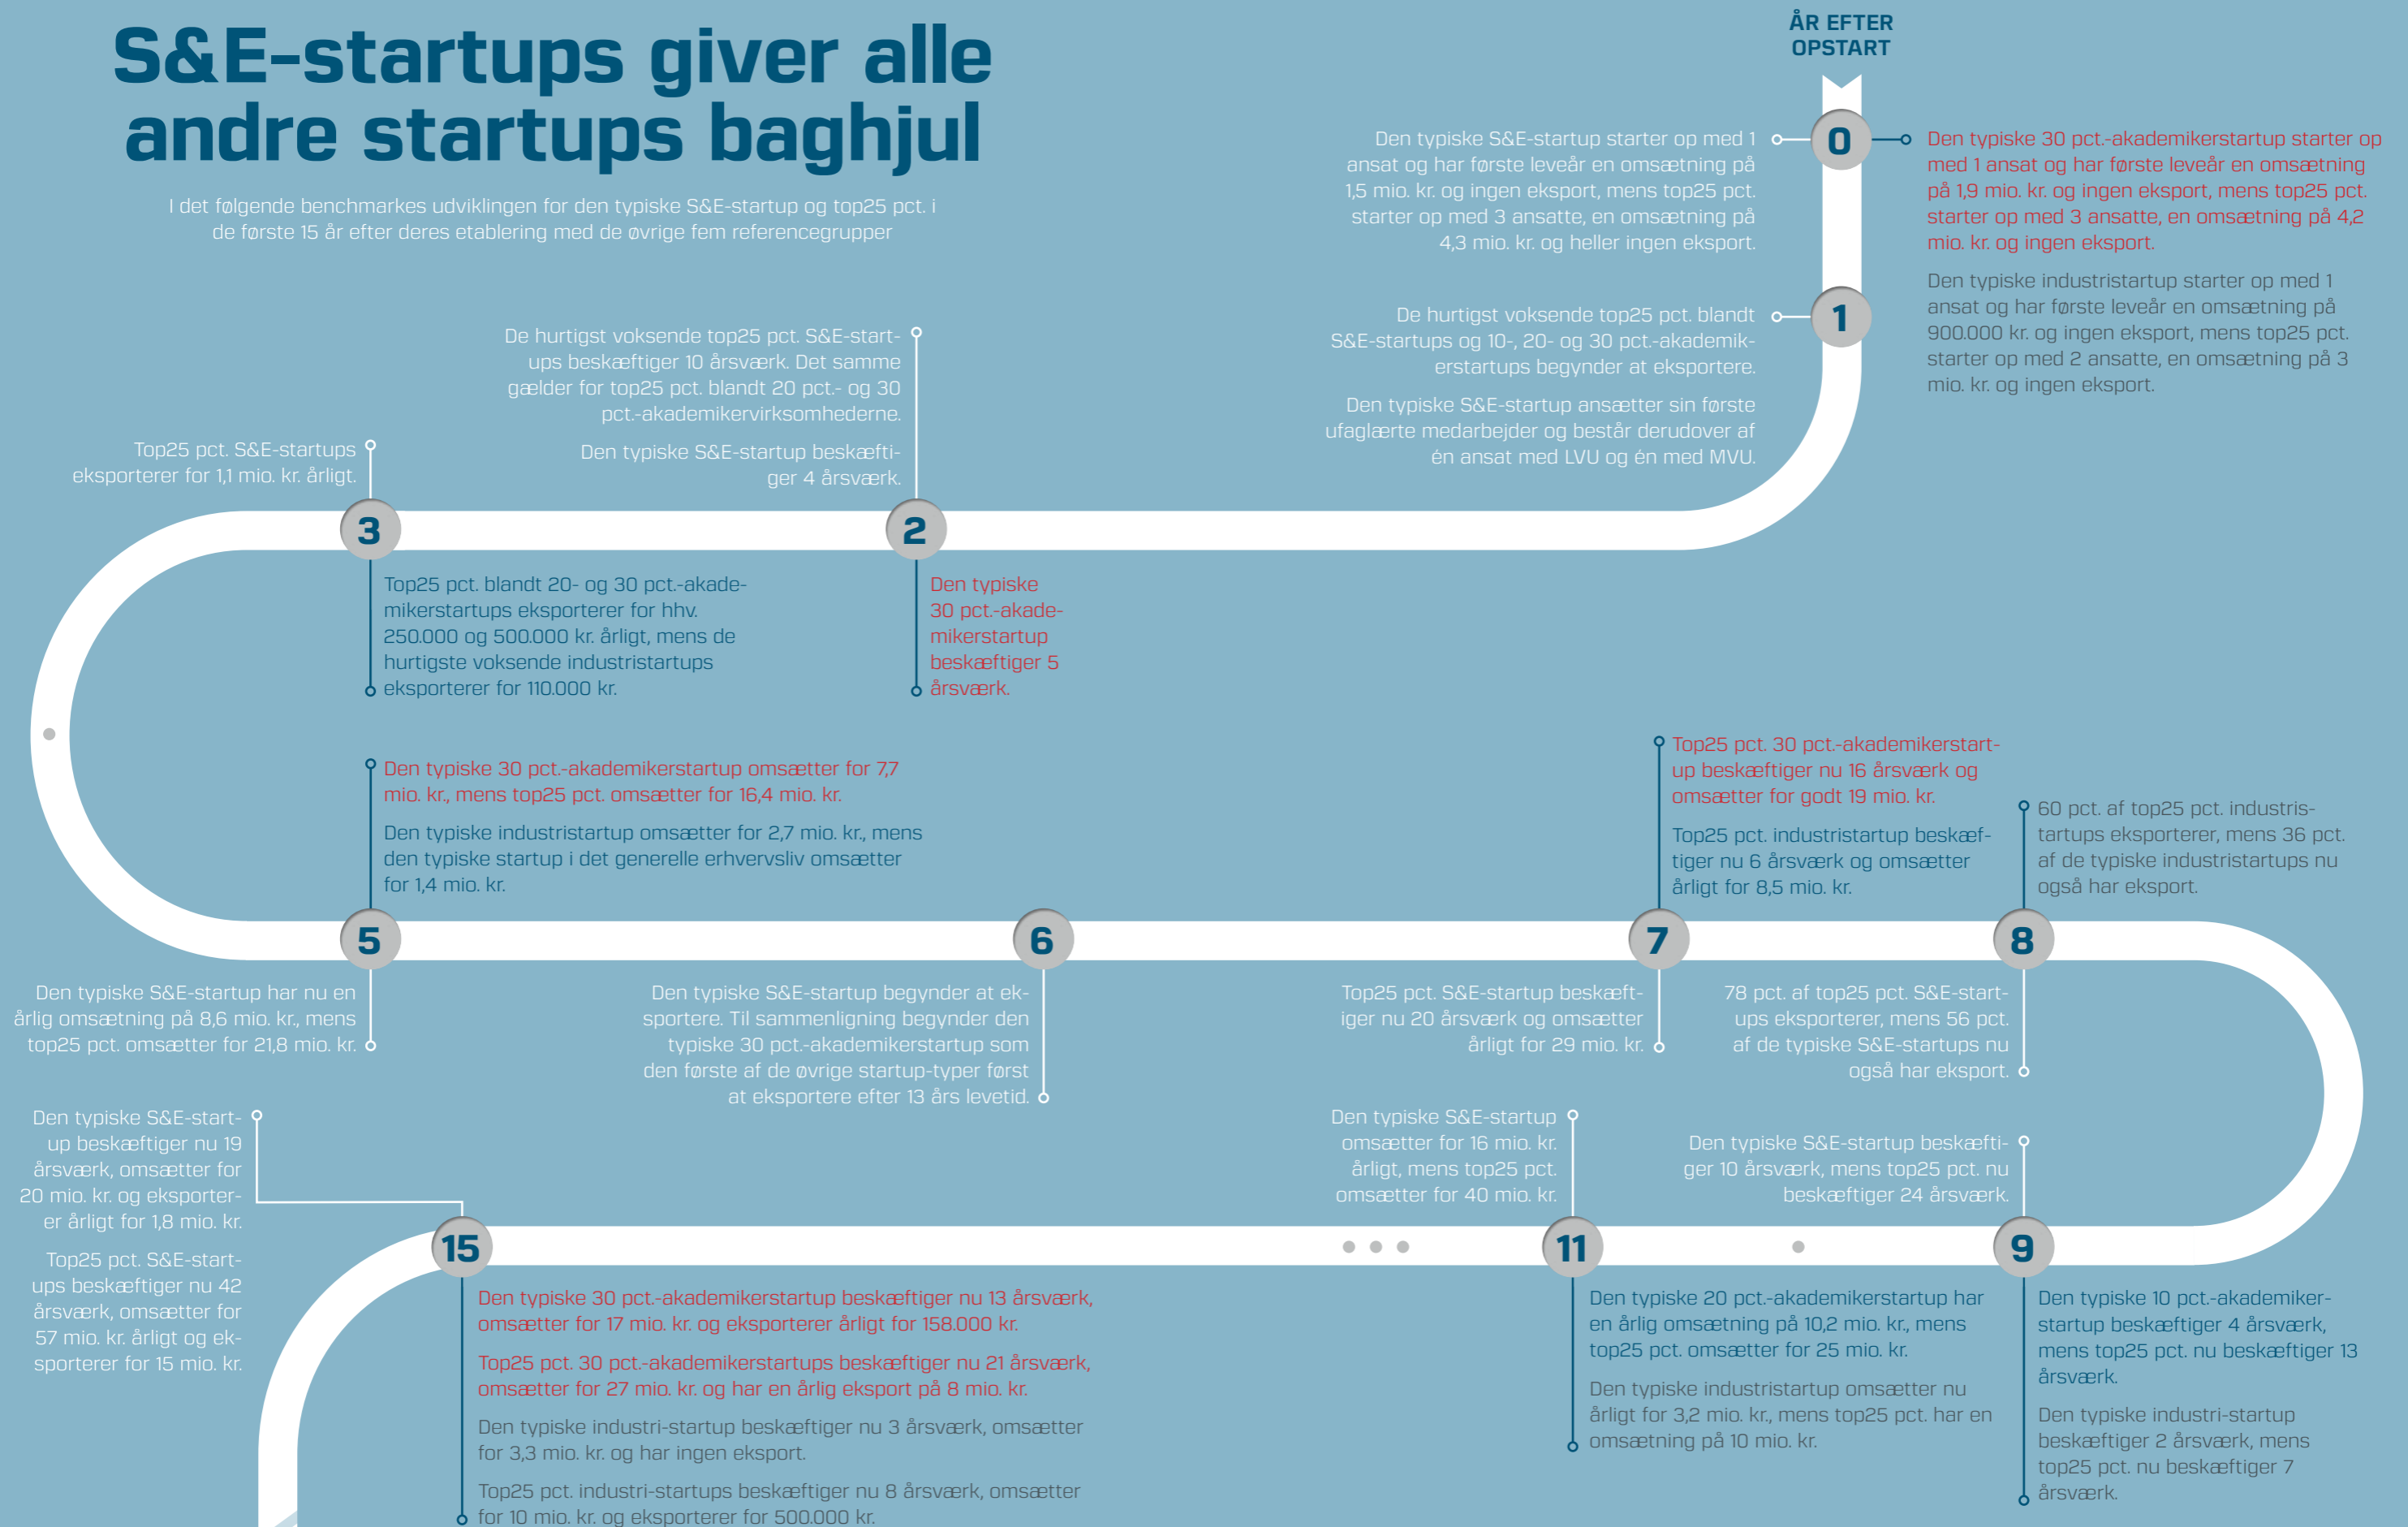 S&E-startups giver alle
andre startups baghjul
I det følgende benchmarkes udviklingen for den typiske S&E-startup og top25 pct. i
de første 15 år efter deres etablering med de øvrige fem referencegrupper
ÅR EFTER
OPSTART
0
Den typiske S&E-startup starter op med 1
ansat og har første leveår en omsætning på
1,5 mio. kr. og ingen eksport, mens top25 pct.
starter op med 3 ansatte, en omsætning på
4,3 mio. kr. og heller ingen eksport.
Den typiske 30 pct.-akademikerstartup starter op
med 1 ansat og har første leveår en omsætning
på 1,9 mio. kr. og ingen eksport, mens top25 pct.
starter op med 3 ansatte, en omsætning på 4,2
mio. kr. og ingen eksport.
Den typiske industristartup starter op med 1
ansat og har første leveår en omsætning på
900.000 kr. og ingen eksport, mens top25 pct.
starter op med 2 ansatte, en omsætning på 3
mio. kr. og ingen eksport.
1
De hurtigst voksende top25 pct. blandt
S&E-startups og 10-, 20- og 30 pct.-akademik-
erstartups begynder at eksportere.
Den typiske S&E-startup ansætter sin første
ufaglærte medarbejder og består derudover af
én ansat med LVU og én med MVU.
De hurtigst voksende top25 pct. S&E-start-
ups beskæftiger 10 årsværk. Det samme
gælder for top25 pct. blandt 20 pct.- og 30
pct.-akademikervirksomhederne.
Den typiske S&E-startup beskæfti-
ger 4 årsværk.
2
Den typiske
30 pct.-akade-
mikerstartup
beskæftiger 5
årsværk.
Top25 pct. S&E-startups
eksporterer for 1,1 mio. kr. årligt.
3
Top25 pct. blandt 20- og 30 pct.-akade-
mikerstartups eksporterer for hhv.
250.000 og 500.000 kr. årligt, mens de
hurtigste voksende industristartups
eksporterer for 110.000 kr.
Den typiske 30 pct.-akademikerstartup omsætter for 7,7
mio. kr., mens top25 pct. omsætter for 16,4 mio. kr.
Den typiske industristartup omsætter for 2,7 mio. kr., mens
den typiske startup i det generelle erhvervsliv omsætter
for 1,4 mio. kr.
5
Den typiske S&E-startup har nu en
årlig omsætning på 8,6 mio. kr., mens
top25 pct. omsætter for 21,8 mio. kr.
6
Den typiske S&E-startup begynder at ek-
sportere. Til sammenligning begynder den
typiske 30 pct.-akademikerstartup som
den første af de øvrige startup-typer først
at eksportere efter 13 års levetid.
Top25 pct. 30 pct.-akademikerstart-
up beskæftiger nu 16 årsværk og
omsætter for godt 19 mio. kr.
Top25 pct. industristartup beskæf-
tiger nu 6 årsværk og omsætter
årligt for 8,5 mio. kr.
7
Top25 pct. S&E-startup beskæft-
iger nu 20 årsværk og omsætter
årligt for 29 mio. kr.
60 pct. af top25 pct. industris-
tartups eksporterer, mens 36 pct.
af de typiske industristartups nu
også har eksport.
8
78 pct. af top25 pct. S&E-start-
ups eksporterer, mens 56 pct.
af de typiske S&E-startups nu
også har eksport.
Den typiske S&E-startup beskæfti-
ger 10 årsværk, mens top25 pct. nu
beskæftiger 24 årsværk.
9
Den typiske 10 pct.-akademiker-
startup beskæftiger 4 årsværk,
mens top25 pct. nu beskæftiger 13
årsværk.
Den typiske industri-startup
beskæftiger 2 årsværk, mens
top25 pct. nu beskæftiger 7
årsværk.
Den typiske S&E-startup
omsætter for 16 mio. kr.
årligt, mens top25 pct.
omsætter for 40 mio. kr.
11
Den typiske 20 pct.-akademikerstartup har
en årlig omsætning på 10,2 mio. kr., mens
top25 pct. omsætter for 25 mio. kr.
Den typiske industristartup omsætter nu
årligt for 3,2 mio. kr., mens top25 pct. har en
omsætning på 10 mio. kr.
Den typiske S&E-start-
up beskæftiger nu 19
årsværk, omsætter for
20 mio. kr. og eksporter-
er årligt for 1,8 mio. kr.
Top25 pct. S&E-start-
ups beskæftiger nu 42
årsværk, omsætter for
57 mio. kr. årligt og ek-
sporterer for 15 mio. kr.
15
Den typiske 30 pct.-akademikerstartup beskæftiger nu 13 årsværk,
omsætter for 17 mio. kr. og eksporterer årligt for 158.000 kr.
Top25 pct. 30 pct.-akademikerstartups beskæftiger nu 21 årsværk,
omsætter for 27 mio. kr. og har en årlig eksport på 8 mio. kr.
Den typiske industri-startup beskæftiger nu 3 årsværk, omsætter
for 3,3 mio. kr. og har ingen eksport.
Top25 pct. industri-startups beskæftiger nu 8 årsværk, omsætter
for 10 mio. kr. og eksporterer for 500.000 kr.